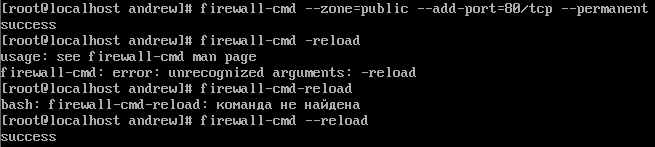 [root@localhost andrew]# firewall-cmd --zone=public --add-port=80/tcp --permanent
success
[root@localhost andrew]# firewall-cmd -reload
usage: see firewall-cmd man page
firewall-cmd: error: unrecognized arguments: -reload
[root@localhost andrew]# firewall-cmd-reload
bash: firewall-cmd-reload: команда не найдена
[root@localhost andrew]# firewall-cmd --reload
success